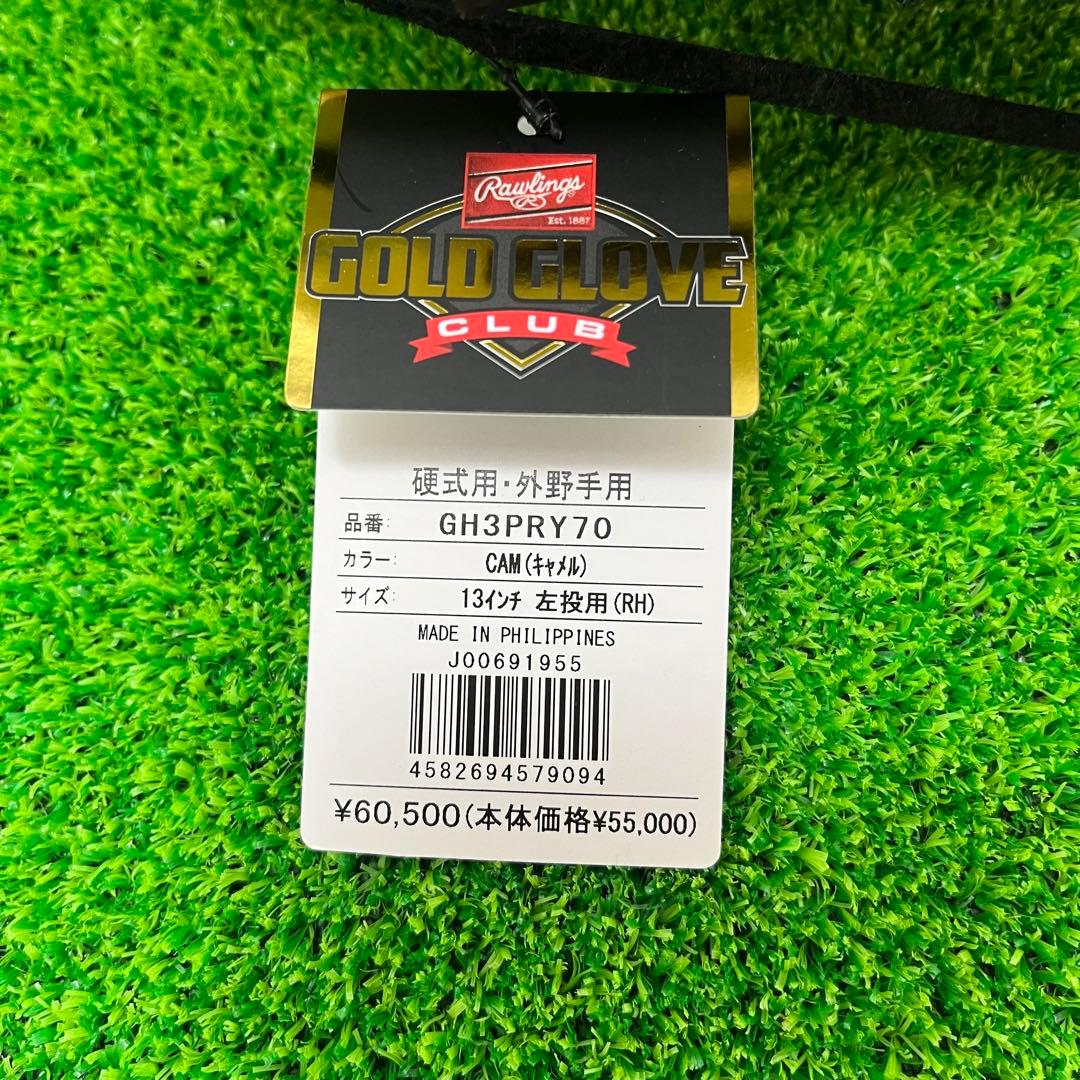 Rawlings
R
Est. 1887
GOLD GLOVE
CLUB
硬式用・外野手用
品番: GH3PRY70
カラー: CAM(ｷｬﾒﾙ)
サイズ: 13ｲﾝﾁ 左投用(RH)
MADE IN PHILIPPINES
J00691955
4582694579094
¥60,500(本体価格¥55,000)